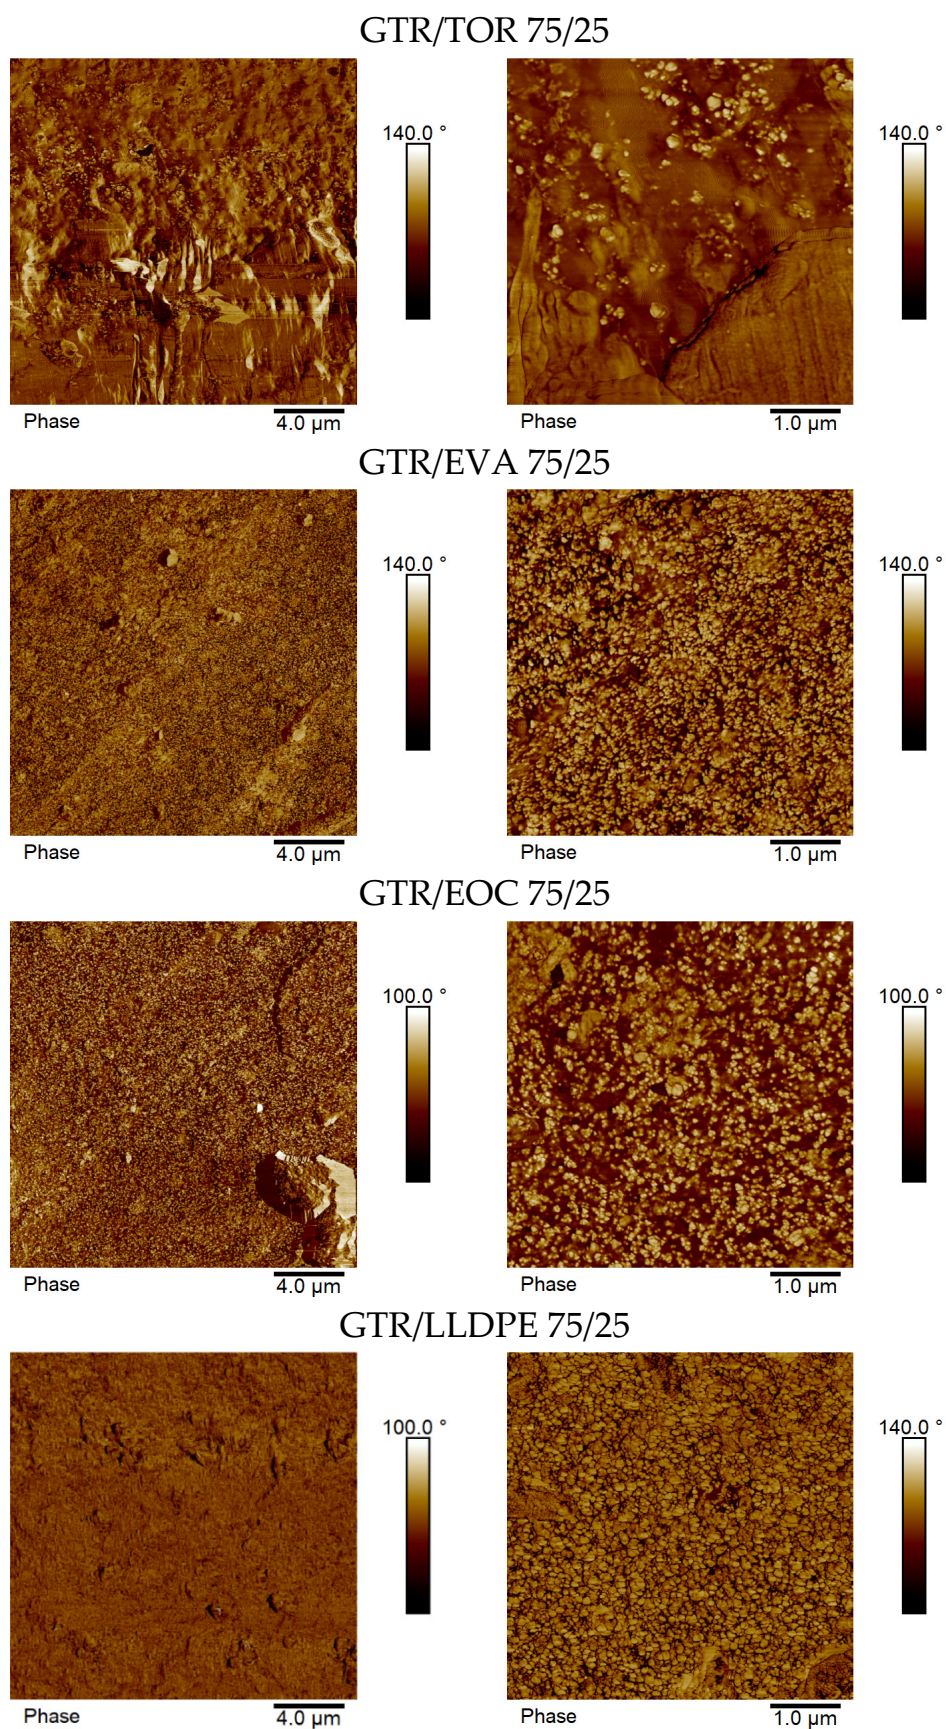 GTR/TOR 75/25
140.0 °
140.0 °
Phase
4.0 µm
Phase
1.0 µm
GTR/EVA 75/25
140.0 °
140.0 °
Phase
4.0 µm
Phase
1.0 µm
GTR/EOC 75/25
100.0 °
100.0 °
Phase
4.0 µm
Phase
1.0 µm
GTR/LLDPE 75/25
100.0 °
140.0 °
Phase
4.0 µm
Phase
1.0 µm